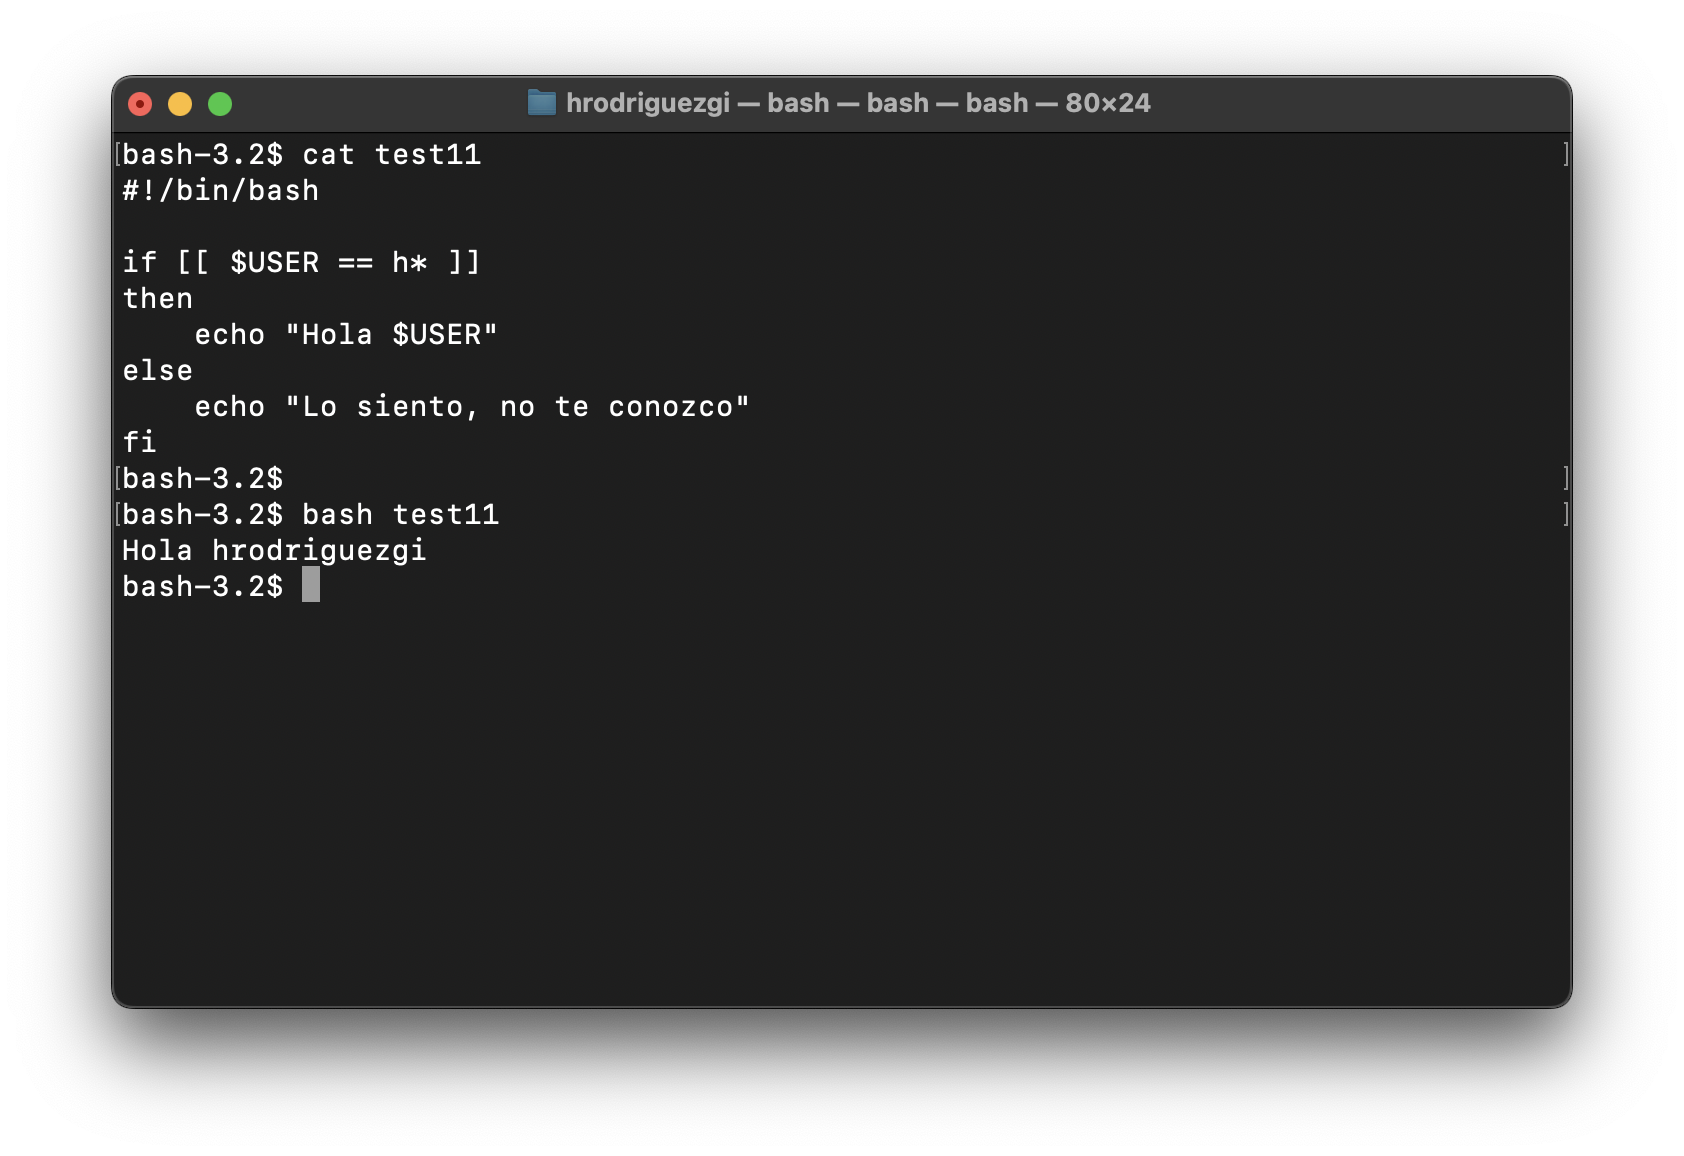 hrodriguezgi — bash — bash — bash — 80×24
[bash-3.2$ cat test11 ]
#!/bin/bash
if [[ $USER == h* ]]
then
    echo "Hola $USER"
else
    echo "Lo siento, no te conozco"
fi
[bash-3.2$ ]
[bash-3.2$ bash test11 ]
Hola hrodriguezgi
bash-3.2$